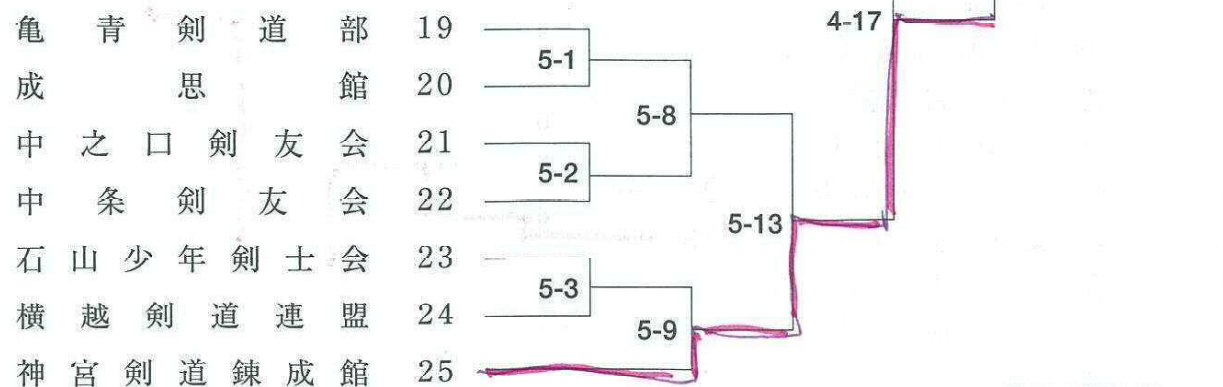 4-17
亀青剣道部 19
5-1
成思館 20
5-8
中之口剣友会 21
5-2
中条剣友会 22
5-13
石山少年剣士会 23
5-3
横越剣道連盟 24
5-9
神宮剣道錬成館 25